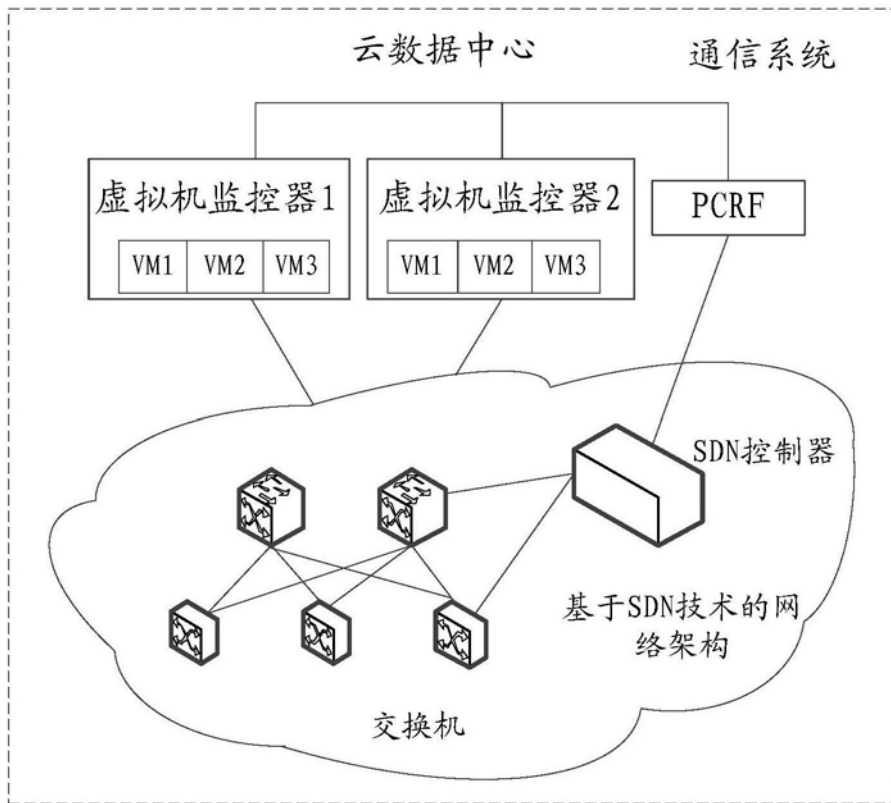 云数据中心
通信系统
虚拟机监控器1
VM1 VM2 VM3
虚拟机监控器2
VM1 VM2 VM3
PCRF
SDN控制器
基于SDN技术的网
络架构
交换机